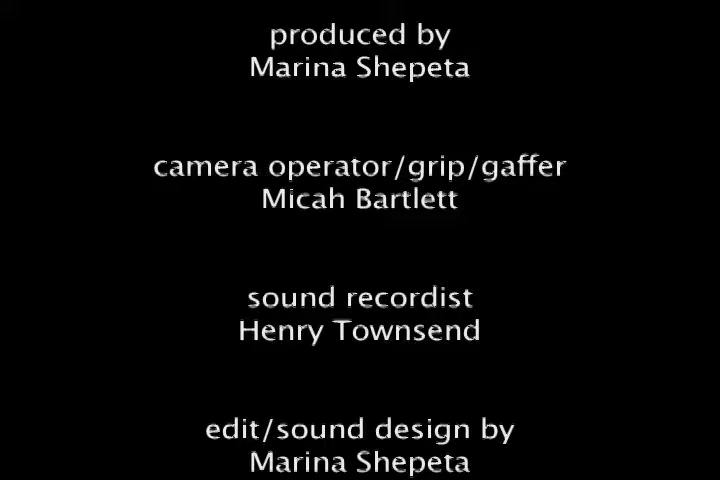 produced by
Marina Shepeta
camera operator/grip/gaffer
Micah Bartlett
sound recordist
Henry Townsend
edit/sound design by
Marina Shepeta